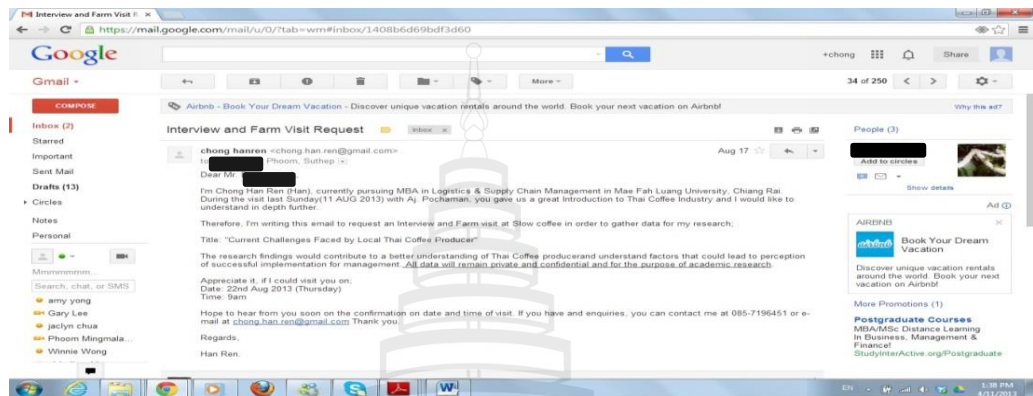 Interview and Farm Visit R
https://mail.google.com/mail/u/0/?tab=wm#inbox/1408b6d69bdf3d60
Google
+chong
Share
Gmail
More
34 of 250
COMPOSE
Airbnb - Book Your Dream Vacation - Discover unique vacation rentals around the world. Book your next vacation on Airbnb!
Why this ad?
Inbox (2)
Starred
Important
Sent Mail
Drafts (13)
Circles
Notes
Personal
Mmmmmmm...
Search, chat, or SMS
amy yong
Gary Lee
jaclyn chua
Phoom Mingmala...
Winnie Wong
Interview and Farm Visit Request
Inbox x
chong hanren <chong.han.ren@gmail.com>
Aug 17
to Phoom, Suthep
Dear Mr.
I'm Chong Han Ren (Han), currently pursuing MBA in Logistics & Supply Chain Management in Mae Fah Luang University, Chiang Rai.
During the visit last Sunday(11 AUG 2013) with Aj. Pochaman, you gave us a great Introduction to Thai Coffee Industry and I would like to
understand in depth further.
Therefore, I'm writing this email to request an Interview and Farm visit at Slow coffee in order to gather data for my research;
Title: "Current Challenges Faced by Local Thai Coffee Producer"
The research findings would contribute to a better understanding of Thai Coffee producerand understand factors that could lead to perception
of successful implementation for management. All data will remain private and confidential and for the purpose of academic research.
Appreciate it, if I could visit you on;
Date: 22nd Aug 2013 (Thursday)
Time: 9am
Hope to hear from you soon on the confirmation on date and time of visit. If you have and enquiries, you can contact me at 085-7196451 or e-
mail at chong.han.ren@gmail.com Thank you.
Regards,
Han Ren.
People (3)
Add to circles
Show details
Ad
AIRBNB
airbnb
Book Your Dream
Vacation
Discover unique vacation rentals
around the world. Book your next
vacation on Airbnb!
More Promotions (1)
Postgraduate Courses
MBA/MSc Distance Learning
In Business, Management &
Finance!
StudyInterActive.org/Postgraduate
EN
1:38 PM
4/11/2013